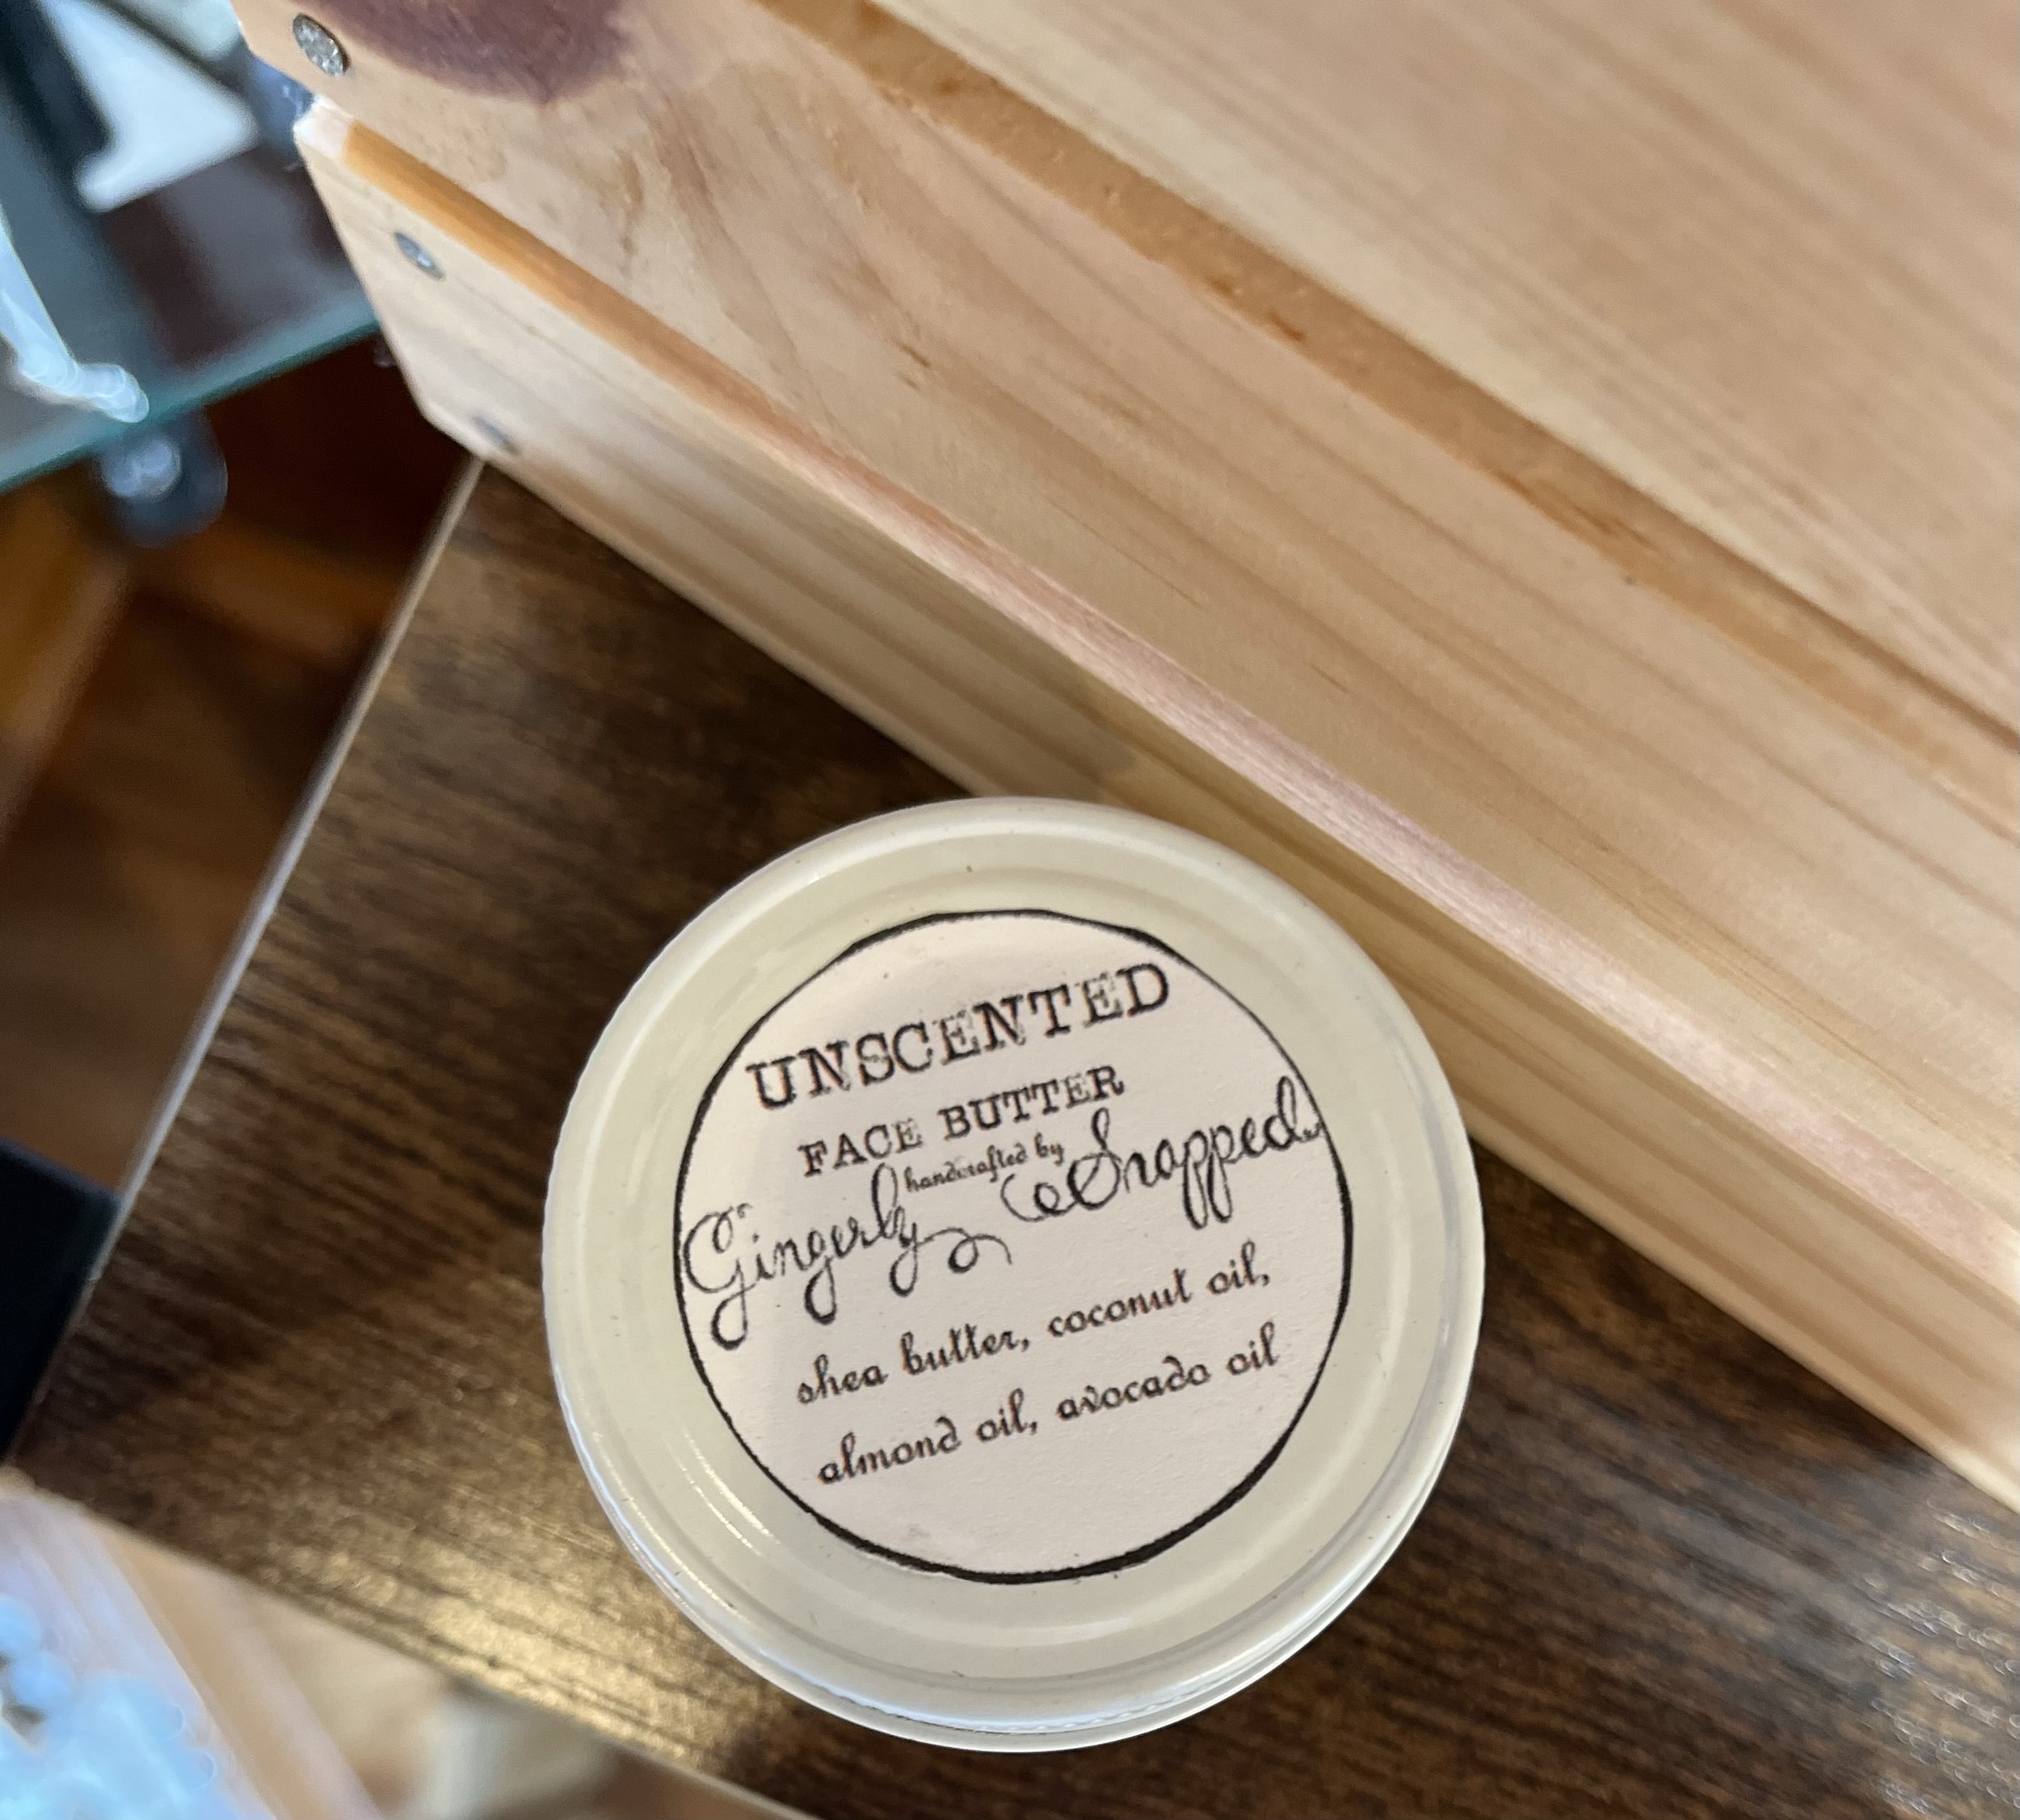 UNSCENTED
FACE BUTTER
handcrafted by
Gingerly Snapped
shea butter, coconut oil,
almond oil, avocado oil